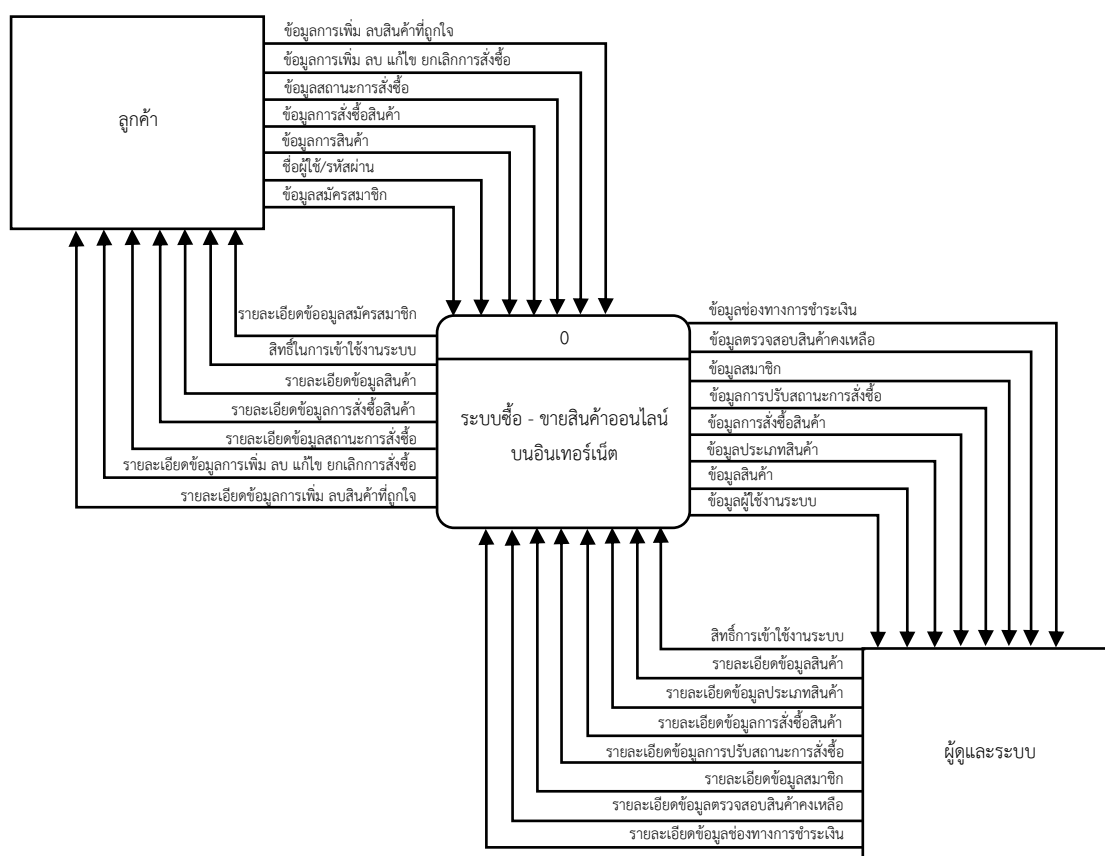 ข้อมูลการเพิ่ม ลบสินค้าที่ถูกใจ
ข้อมูลการเพิ่ม ลบ แก้ไข ยกเลิกการสั่งซื้อ
ข้อมูลสถานะการสั่งซื้อ
ข้อมูลการสั่งซื้อสินค้า
ข้อมูลการสินค้า
ชื่อผู้ใช้/รหัสผ่าน
ข้อมูลสมัครสมาชิก
ลูกค้า
รายละเอียดข้ออมูลสมัครสมาชิก
สิทธิ์ในการเข้าใช้งานระบบ
รายละเอียดข้อมูลสินค้า
รายละเอียดข้อมูลการสั่งซื้อสินค้า
รายละเอียดข้อมูลสถานะการสั่งซื้อ
รายละเอียดข้อมูลการเพิ่ม ลบ แก้ไข ยกเลิกการสั่งซื้อ
รายละเอียดข้อมูลการเพิ่ม ลบสินค้าที่ถูกใจ
0
ระบบซื้อ - ขายสินค้าออนไลน์
บนอินเทอร์เน็ต
ข้อมูลช่องทางการชำระเงิน
ข้อมูลตรวจสอบสินค้าคงเหลือ
ข้อมูลสมาชิก
ข้อมูลการปรับสถานะการสั่งซื้อ
ข้อมูลการสั่งซื้อสินค้า
ข้อมูลประเภทสินค้า
ข้อมูลสินค้า
ข้อมูลผู้ใช้งานระบบ
สิทธิ์การเข้าใช้งานระบบ
รายละเอียดข้อมูลสินค้า
รายละเอียดข้อมูลประเภทสินค้า
รายละเอียดข้อมูลการสั่งซื้อสินค้า
รายละเอียดข้อมูลการปรับสถานะการสั่งซื้อ
รายละเอียดข้อมูลสมาชิก
รายละเอียดข้อมูลตรวจสอบสินค้าคงเหลือ
รายละเอียดข้อมูลช่องทางการชำระเงิน
ผู้ดูและระบบ